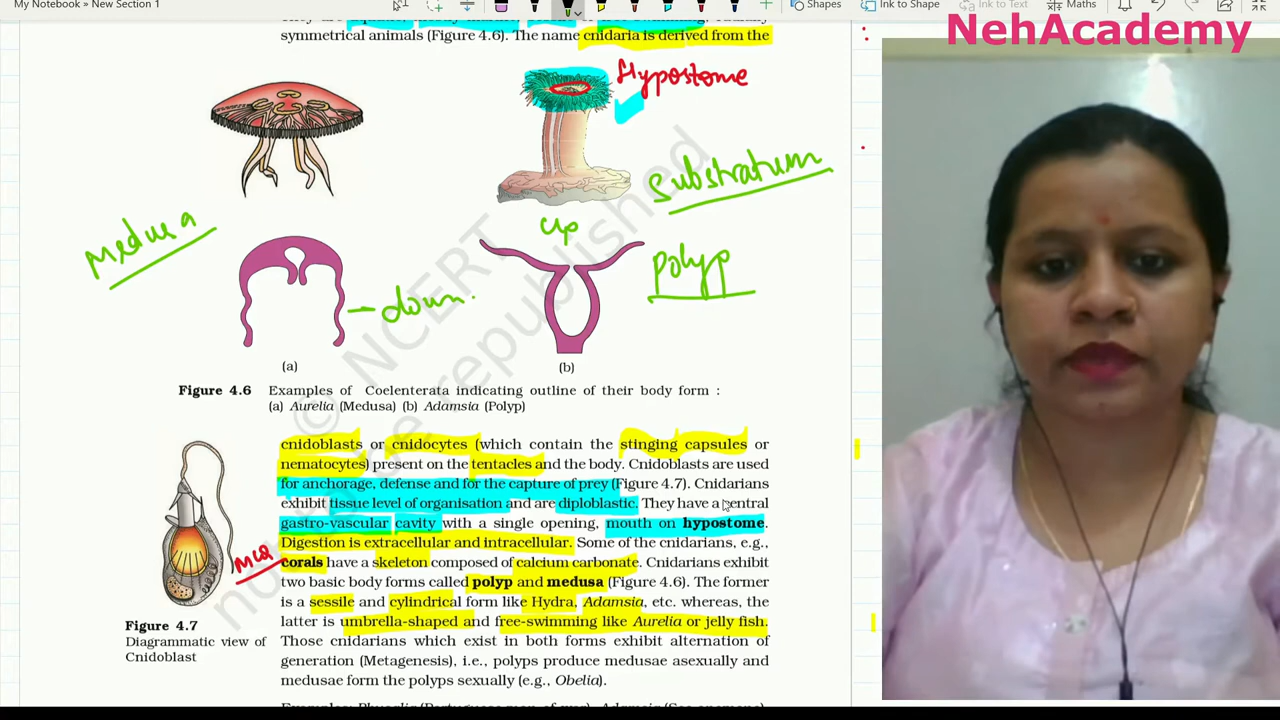 My Notebook » New Section 1
Shapes
Ink to Shape
Ink to Text
Maths
NehAcademy
symmetrical animals (Figure 4.6). The name cnidaria is derived from the
Hypostome
Substratum
Medusa
up
polyp
down
© NCERT
not to be republished
(a)
(b)
Figure 4.6 Examples of Coelenterata indicating outline of their body form :
(a) Aurelia (Medusa) (b) Adamsia (Polyp)
cnidoblasts or cnidocytes (which contain the stinging capsules or
nematocytes) present on the tentacles and the body. Cnidoblasts are used
for anchorage, defense and for the capture of prey (Figure 4.7). Cnidarians
exhibit tissue level of organisation and are diploblastic. They have a central
gastro-vascular cavity with a single opening, mouth on hypostome.
Digestion is extracellular and intracellular. Some of the cnidarians, e.g.,
MCQ
corals have a skeleton composed of calcium carbonate. Cnidarians exhibit
two basic body forms called polyp and medusa (Figure 4.6). The former
is a sessile and cylindrical form like Hydra, Adamsia, etc. whereas, the
latter is umbrella-shaped and free-swimming like Aurelia or jelly fish.
Those cnidarians which exist in both forms exhibit alternation of
generation (Metagenesis), i.e., polyps produce medusae asexually and
medusae form the polyps sexually (e.g., Obelia).
Figure 4.7
Diagrammatic view of
Cnidoblast